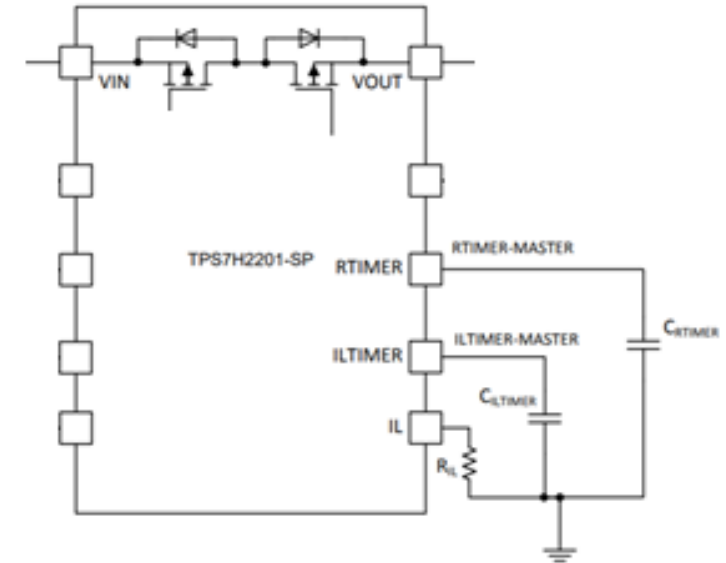 VIN
VOUT
TPS7H2201-SP
RTIMER
RTIMER-MASTER
CRTIMER
ILTIMER
ILTIMER-MASTER
CILTIMER
IL
RIL